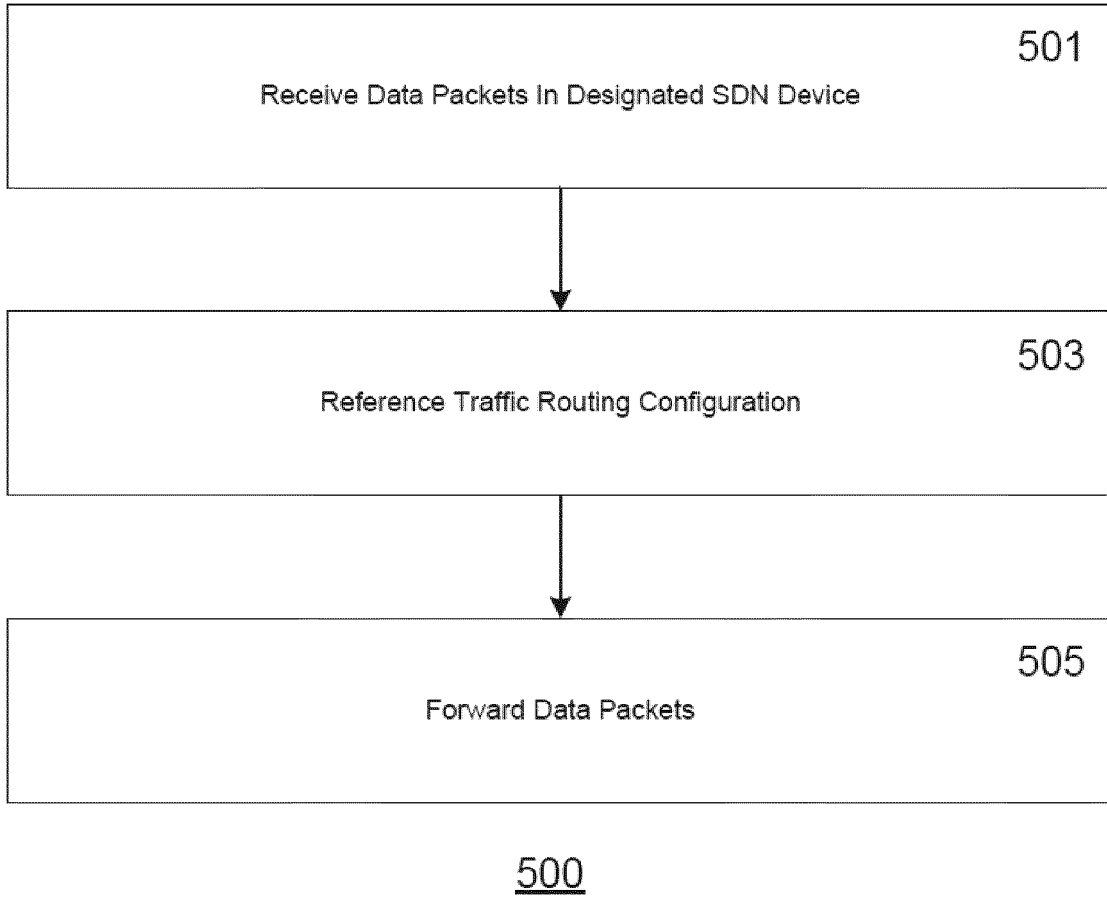 501
Receive Data Packets In Designated SDN Device
503
Reference Traffic Routing Configuration
505
Forward Data Packets
500